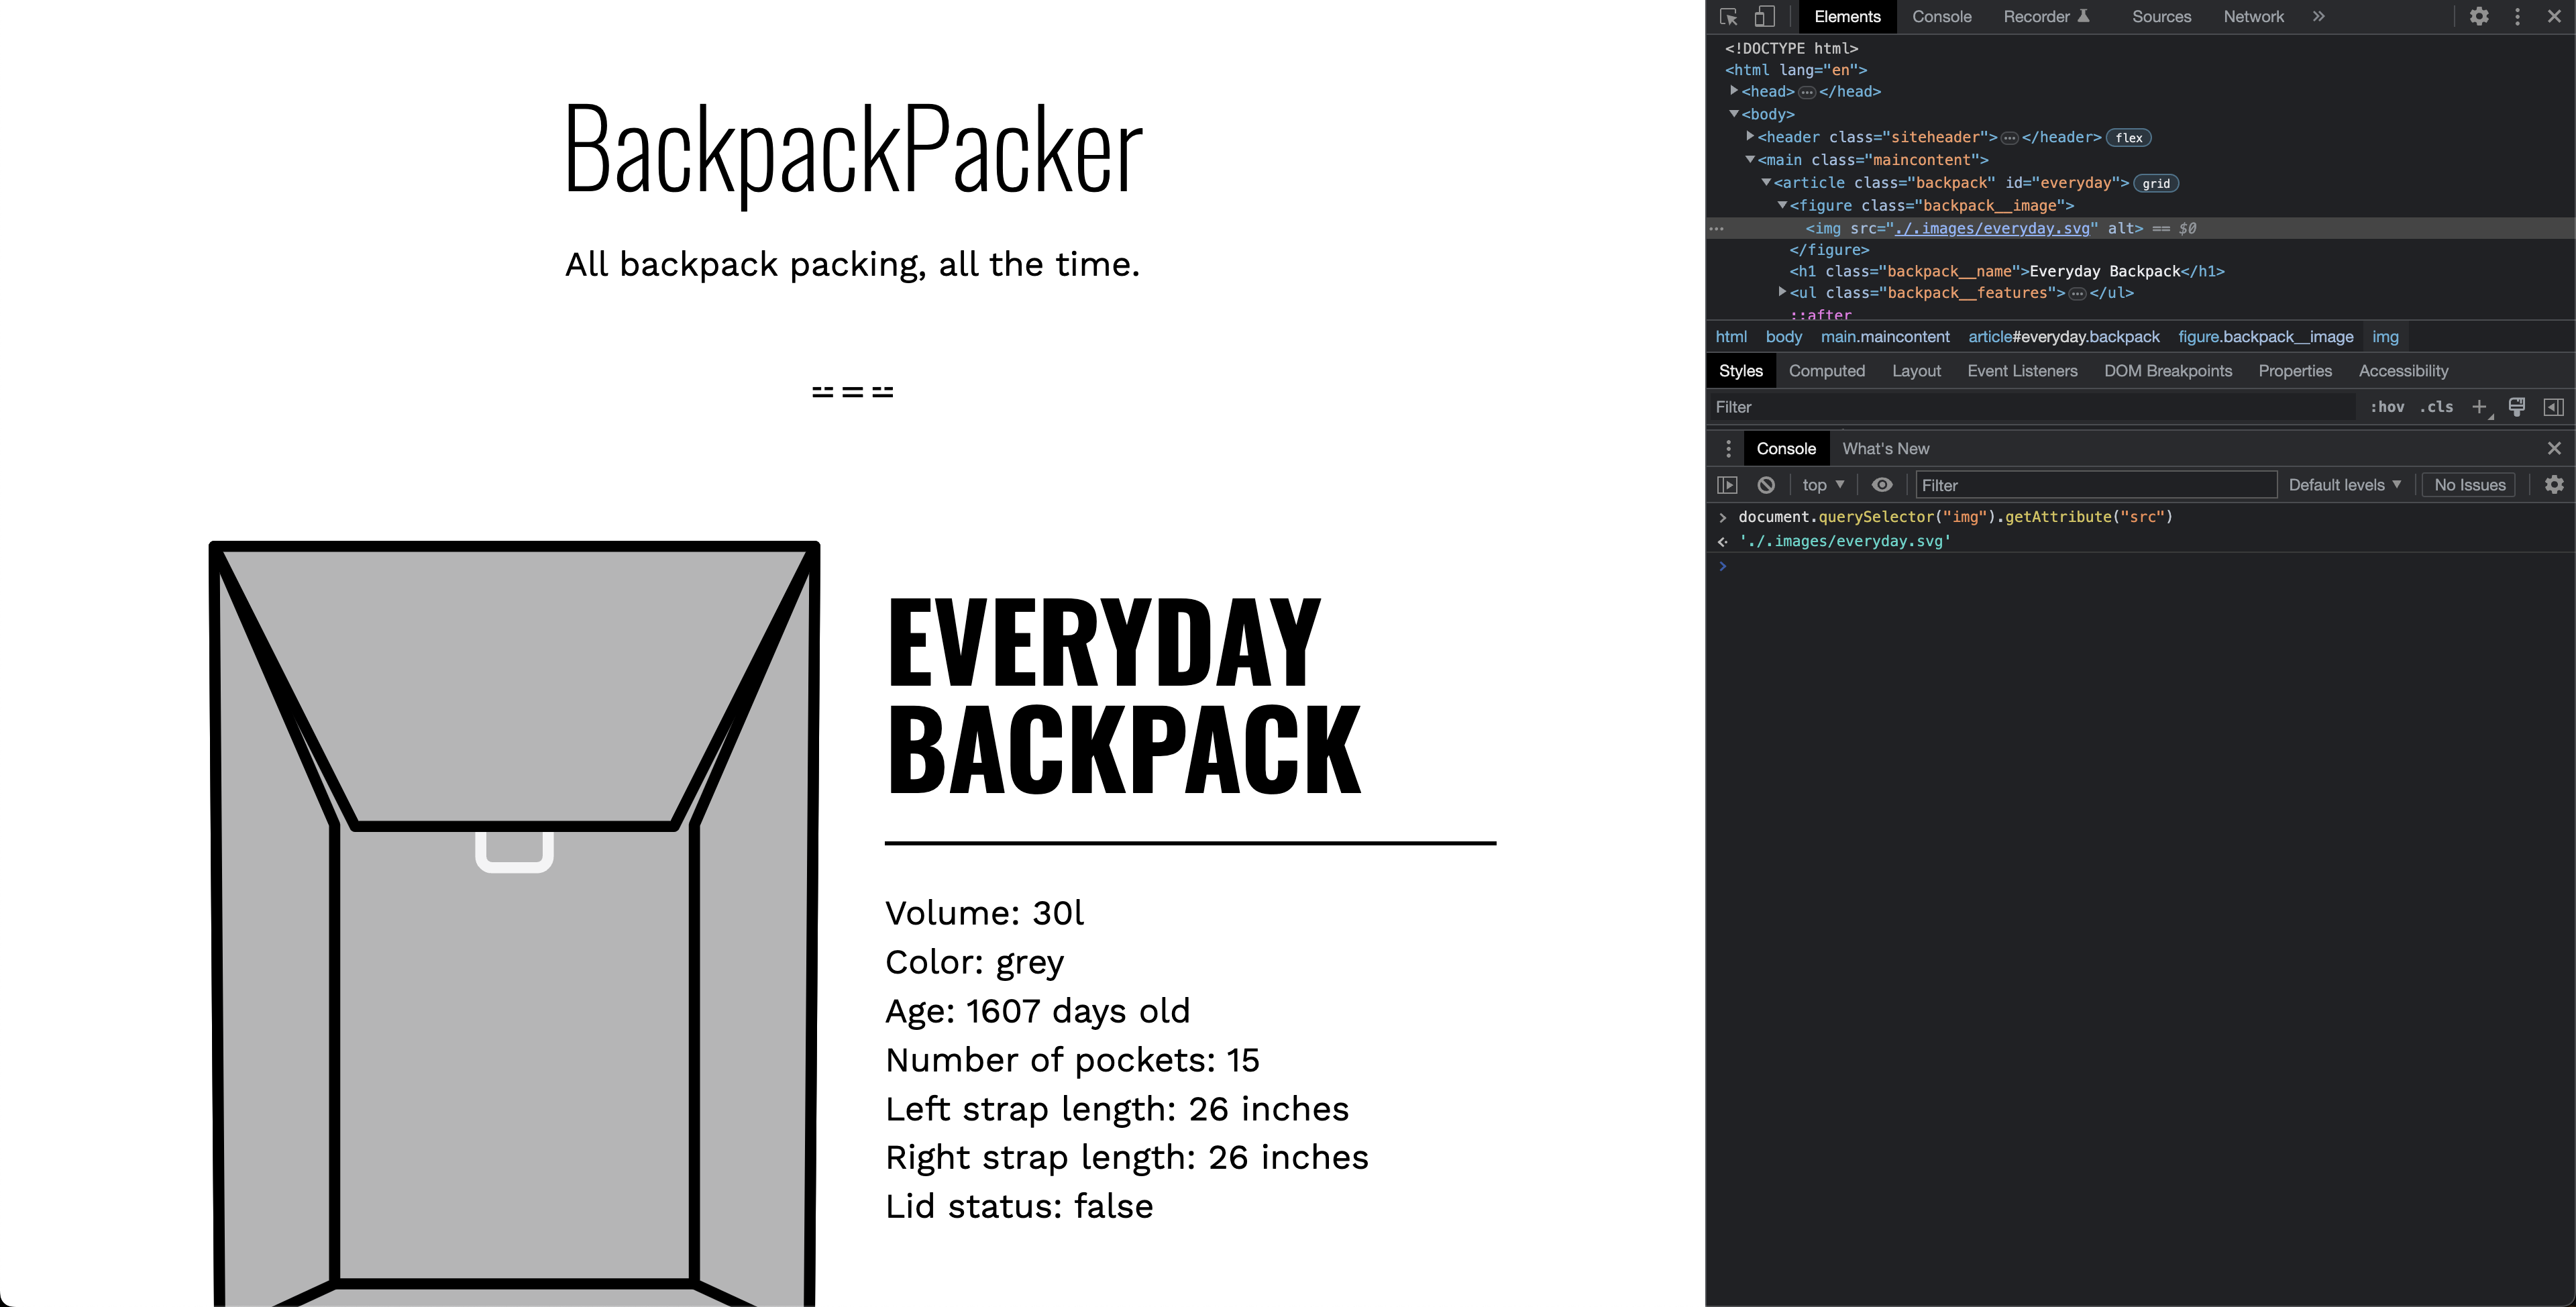 BackpackPacker
All backpack packing, all the time.
EVERYDAY
BACKPACK
Volume: 30l
Color: grey
Age: 1607 days old
Number of pockets: 15
Left strap length: 26 inches
Right strap length: 26 inches
Lid status: false
Elements Console Recorder Sources Network »
<!DOCTYPE html>
<html lang="en">
<head>…</head>
<body>
<header class="siteheader">…</header> flex
<main class="maincontent">
<article class="backpack" id="everyday"> grid
<figure class="backpack__image">
<img src="./.images/everyday.svg" alt> == $0
</figure>
<h1 class="backpack__name">Everyday Backpack</h1>
<ul class="backpack__features">…</ul>
::after
html body main.maincontent article#everyday.backpack figure.backpack__image img
Styles Computed Layout Event Listeners DOM Breakpoints Properties Accessibility
Filter :hov .cls +
Console What's New
top Filter Default levels No Issues
> document.querySelector("img").getAttribute("src")
'./.images/everyday.svg'
>